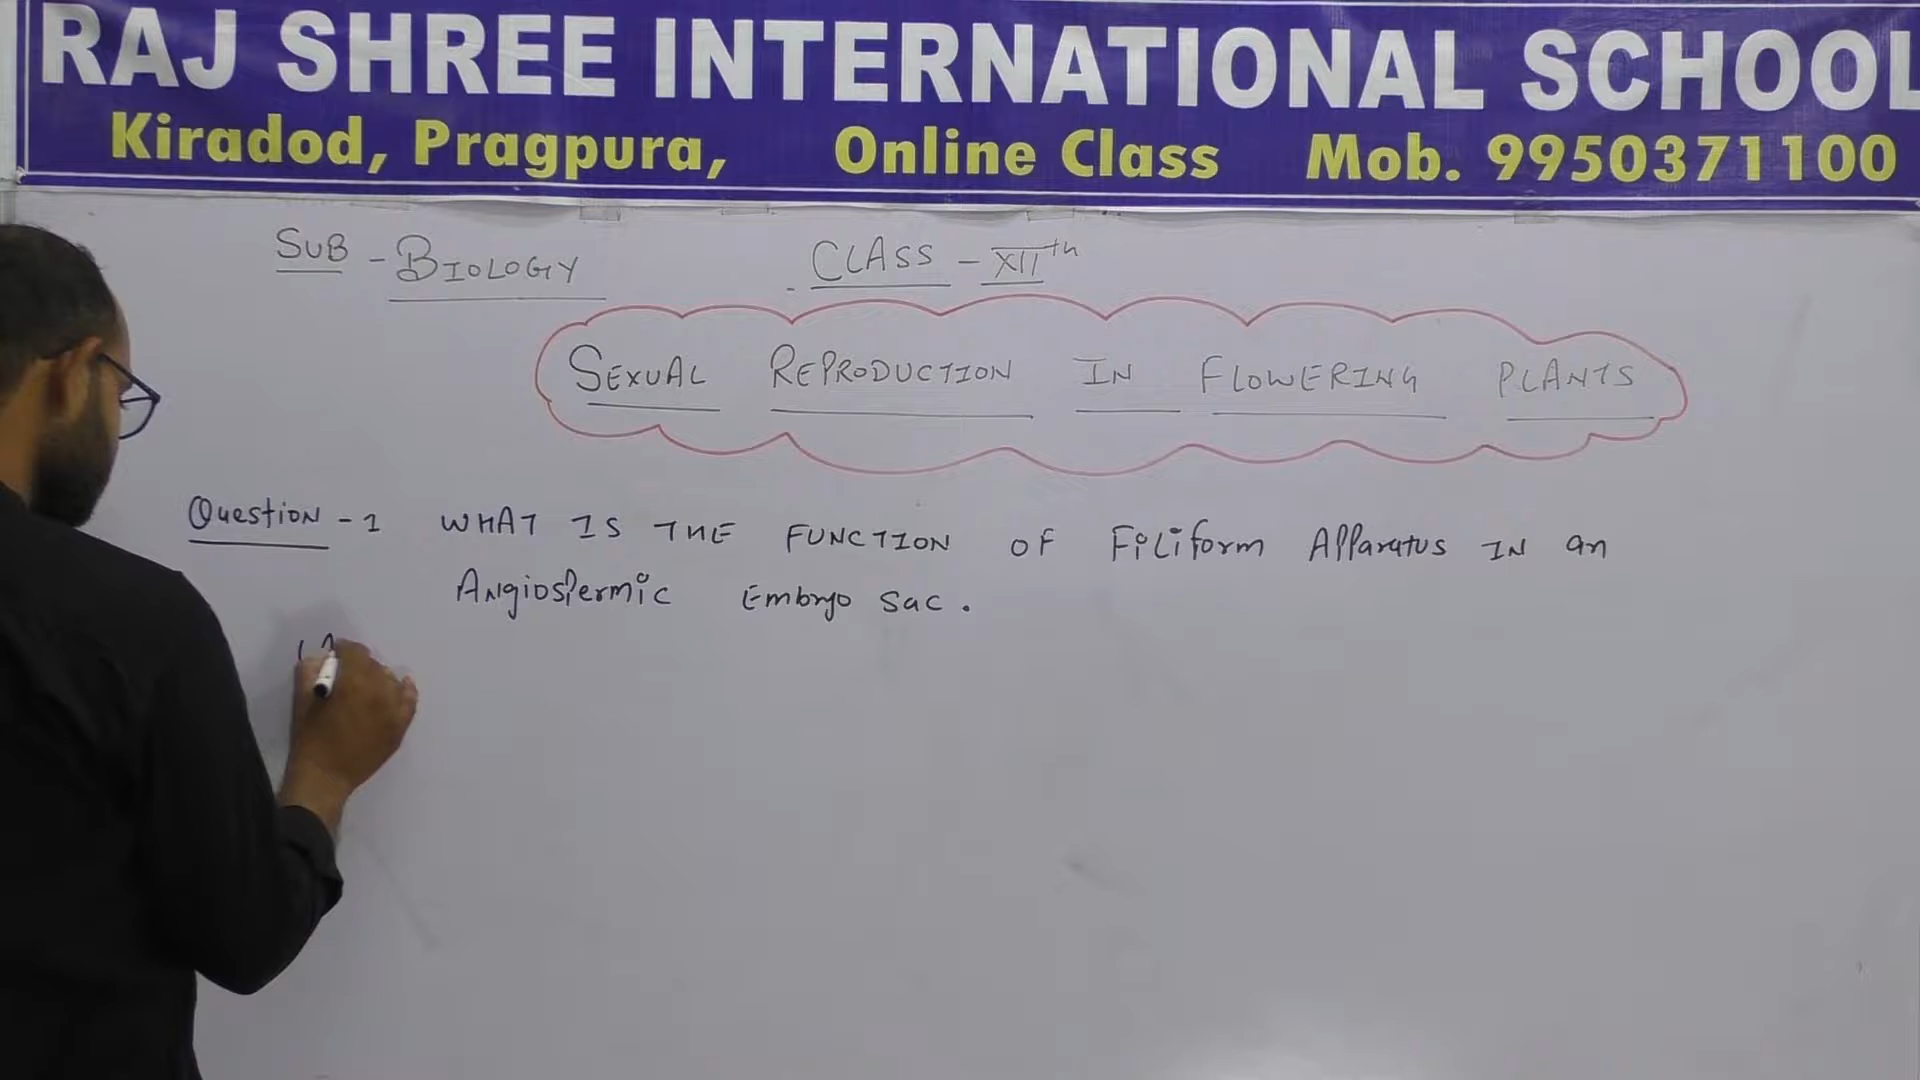 RAJ SHREE INTERNATIONAL SCHOOL
Kiradod, Pragpura, Online Class Mob. 9950371100
SUB - BIOLOGY CLASS - XIIth
SEXUAL REPRODUCTION IN FLOWERING PLANTS
Question - 1 WHAT IS THE FUNCTION OF Filiform Apparatus IN an
Angiospermic Embryo sac.
(A